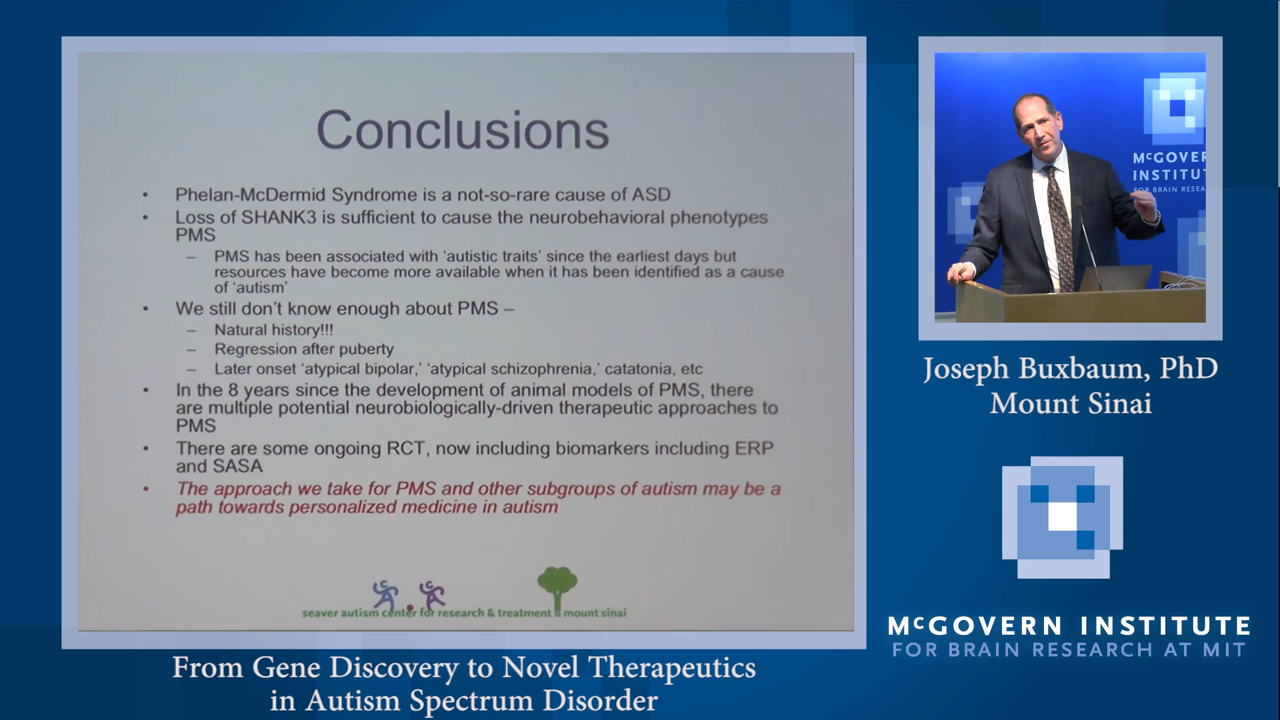 Conclusions
• Phelan-McDermid Syndrome is a not-so-rare cause of ASD
• Loss of SHANK3 is sufficient to cause the neurobehavioral phenotypes
PMS
– PMS has been associated with ‘autistic traits’ since the earliest days but
resources have become more available when it has been identified as a cause
of ‘autism’
• We still don’t know enough about PMS –
– Natural history!!!
– Regression after puberty
– Later onset ‘atypical bipolar,’ ‘atypical schizophrenia,’ catatonia, etc
• In the 8 years since the development of animal models of PMS, there
are multiple potential neurobiologically-driven therapeutic approaches to
PMS
• There are some ongoing RCT, now including biomarkers including ERP
and SASA
• The approach we take for PMS and other subgroups of autism may be a
path towards personalized medicine in autism
seaver autism center for research & treatment mount sinai
From Gene Discovery to Novel Therapeutics
in Autism Spectrum Disorder
McGOVER
INSTITUT
FOR BRAIN RESEA
Joseph Buxbaum, PhD
Mount Sinai
McGOVERN INSTITUTE
FOR BRAIN RESEARCH AT MIT